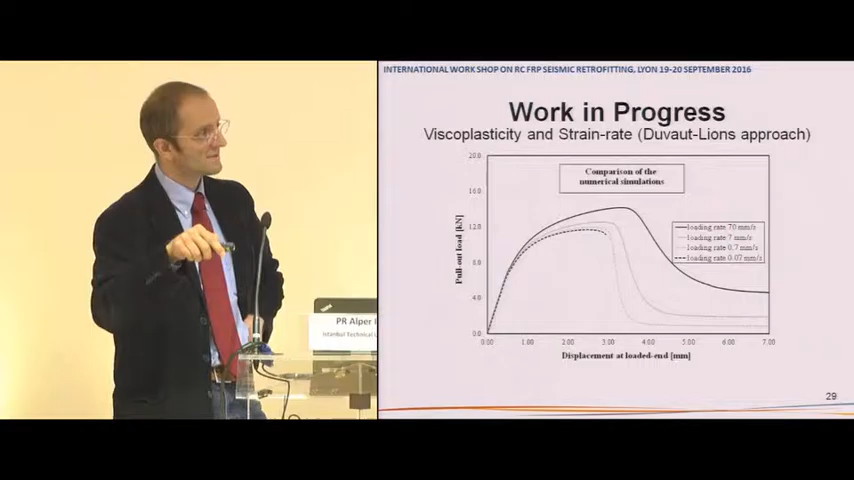 INTERNATIONAL WORK SHOP ON RC FRP SEISMIC RETROFITTING, LYON 19-20 SEPTEMBER 2016
Work in Progress
Viscoplasticity and Strain-rate (Duvaut-Lions approach)
Comparison of the
numerical simulations
loading rate 70 mm/s
loading rate 7 mm/s
loading rate 0.7 mm/s
loading rate 0.07 mm/s
Pull-out load [kN]
20.0
16.0
12.0
8.0
4.0
0.0
0.00 1.00 2.00 3.00 4.00 5.00 6.00 7.00
Displacement at loaded-end [mm]
29
PR Alper
Istanbul Technical